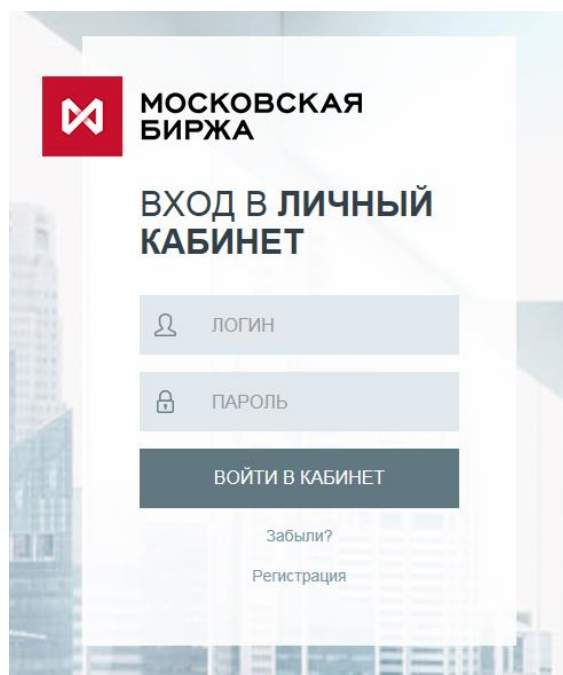 МОСКОВСКАЯ
БИРЖА
ВХОД В ЛИЧНЫЙ
КАБИНЕТ
ЛОГИН
ПАРОЛЬ
ВОЙТИ В КАБИНЕТ
Забыли?
Регистрация